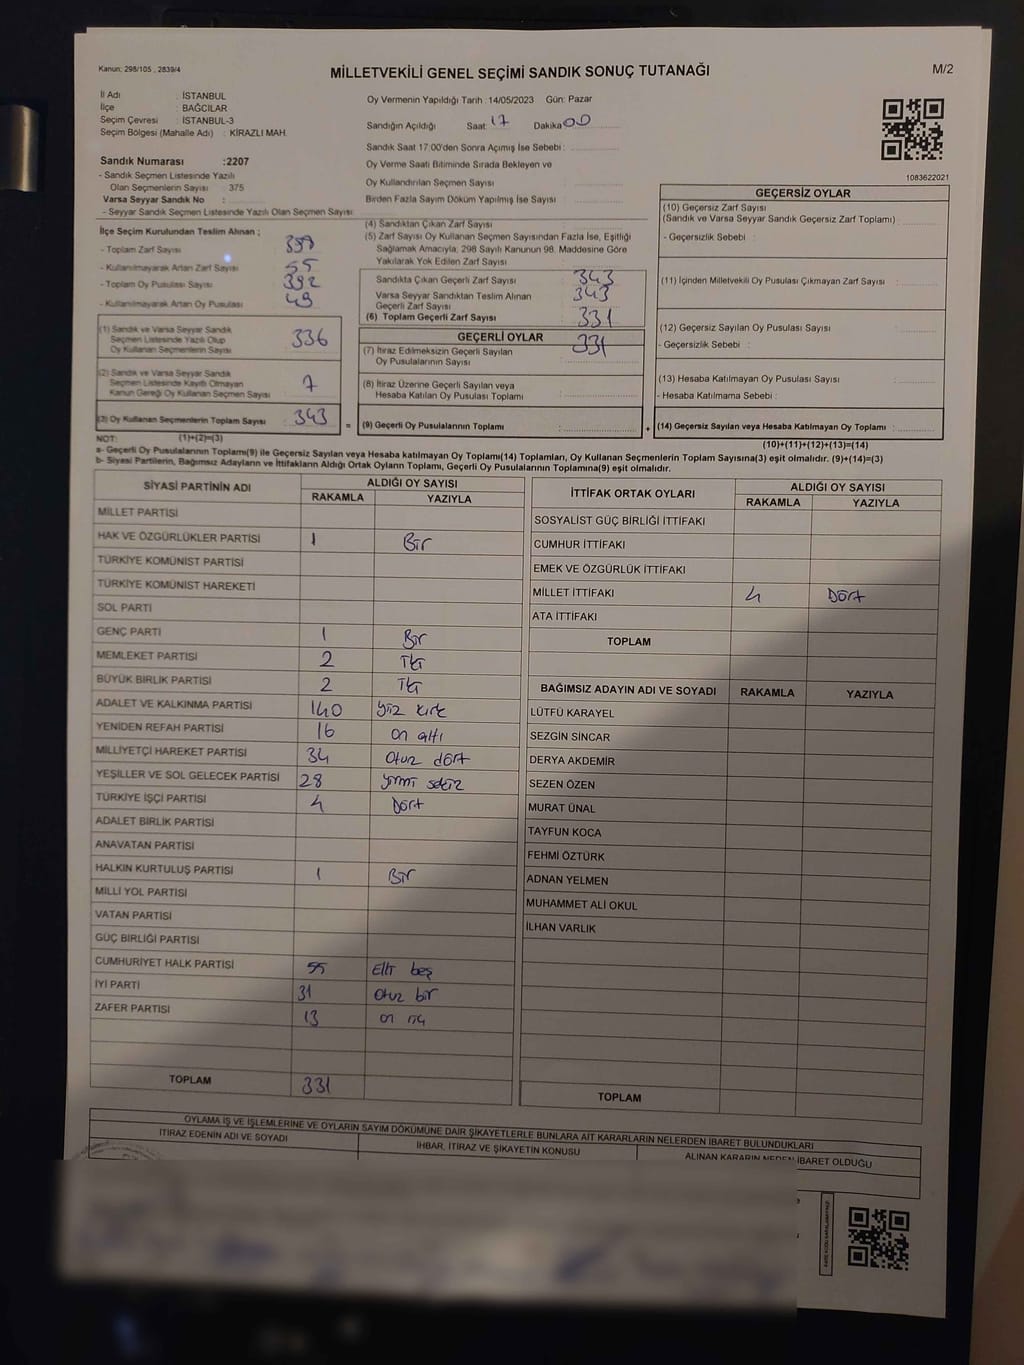 Kanun: 298/105 , 2839/4
MİLLETVEKİLİ GENEL SEÇİMİ SANDIK SONUÇ TUTANAĞI
M/2
İl Adı : İSTANBUL
İlçe : BAĞCILAR
Seçim Çevresi : İSTANBUL-3
Seçim Bölgesi (Mahalle Adı) : KİRAZLI MAH.
Sandık Numarası :2207
- Sandık Seçmen Listesinde Yazılı
Olan Seçmenlerin Sayısı : 375
Varsa Seyyar Sandık No :
- Seyyar Sandık Seçmen Listesinde Yazılı Olan Seçmen Sayısı:
Oy Vermenin Yapıldığı Tarih :14/05/2023 Gün: Pazar
Sandığın Açıldığı Saat: 17 Dakika: 00
Sandık Saat 17:00'den Sonra Açımış İse Sebebi :
Oy Verme Saati Bitiminde Sırada Bekleyen ve
Oy Kullandırılan Seçmen Sayısı :
Birden Fazla Sayım Döküm Yapılmış İse Sayısı :
1083622021
İlçe Seçim Kurulundan Teslim Alınan ;
- Toplam Zarf Sayısı :
- Kullanılmayarak Artan Zarf Sayısı : 55
- Toplam Oy Pusulası Sayısı : 392
- Kullanılmayarak Artan Oy Pusulası : 49
(1) Sandık ve Varsa Seyyar Sandık
Seçmen Listesinde Yazılı Olup
Oy Kullanan Seçmenlerin Sayısı : 336
(2) Sandık ve Varsa Seyyar Sandık
Seçmen Listesinde Kayıtlı Olmayan
Kanun Gereği Oy Kullanan Seçmen Sayısı : 7
(3) Oy Kullanan Seçmenlerin Toplam Sayısı : 343 =
(4) Sandıktan Çıkan Zarf Sayısı :
(5) Zarf Sayısı Oy Kullanan Seçmen Sayısından Fazla İse, Eşitliği
Sağlamak Amacıyla, 298 Sayılı Kanunun 98. Maddesine Göre
Yakılarak Yok Edilen Zarf Sayısı :
Sandıkta Çıkan Geçerli Zarf Sayısı : 343
Varsa Seyyar Sandıktan Teslim Alınan 343
Geçerli Zarf Sayısı
(6) Toplam Geçerli Zarf Sayısı : 331
GEÇERLİ OYLAR
(7) İtiraz Edilmeksizin Geçerli Sayılan 331
Oy Pusulalarının Sayısı :
(8) İtiraz Üzerine Geçerli Sayılan veya
Hesaba Katılan Oy Pusulası Toplamı :
(9) Geçerli Oy Pusulalarının Toplamı : +
GEÇERSİZ OYLAR
(10) Geçersiz Zarf Sayısı
(Sandık ve Varsa Seyyar Sandık Geçersiz Zarf Toplamı) :
- Geçersizlik Sebebi :
(11) İçinden Milletvekili Oy Pusulası Çıkmayan Zarf Sayısı :
(12) Geçersiz Sayılan Oy Pusulası Sayısı :
- Geçersizlik Sebebi :
(13) Hesaba Katılmayan Oy Pusulası Sayısı :
- Hesaba Katılmama Sebebi :
(14) Geçersiz Sayılan veya Hesaba Katılmayan Oy Toplamı :
NOT: (1)+(2)=(3)
(10)+(11)+(12)+(13)=(14)
a- Geçerli Oy Pusulasının Toplamı(9) ile Geçersiz Sayılan veya Hesaba Katılmayan Oy Toplamı(14) Toplamları, Oy Kullanan Seçmenlerin Toplam Sayısına(3) eşit olmalıdır. (9)+(14)=(3)
b- Siyasi Partilerin, Bağımsız Adayların ve İttifakların Aldığı Ortak Oyların Toplamı, Geçerli Oy Pusulalarının Toplamına(9) eşit olmalıdır.
SİYASİ PARTİNİN ADI ALDIĞI OY SAYISI
RAKAMLA YAZIYLA
MİLLET PARTİSİ
HAK VE ÖZGÜRLÜKLER PARTİSİ 1 Bir
TÜRKİYE KOMÜNİST PARTİSİ
TÜRKİYE KOMÜNİST HAREKETİ
SOL PARTİ
GENÇ PARTİ 1 Bir
MEMLEKET PARTİSİ 2 İki
BÜYÜK BİRLİK PARTİSİ 2 İki
ADALET VE KALKINMA PARTİSİ 140 yüz kırk
YENİDEN REFAH PARTİSİ 16 on altı
MİLLİYETÇİ HAREKET PARTİSİ 34 otuz dört
YEŞİLLER VE SOL GELECEK PARTİSİ 28 yirmi sekiz
TÜRKİYE İŞÇİ PARTİSİ 4 Dört
ADALET BİRLİK PARTİSİ
ANAVATAN PARTİSİ
HALKIN KURTULUŞ PARTİSİ 1 Bir
MİLLİ YOL PARTİSİ
VATAN PARTİSİ
GÜÇ BİRLİĞİ PARTİSİ
CUMHURİYET HALK PARTİSİ 55 Elli beş
İYİ PARTİ 31 otuz bir
ZAFER PARTİSİ 13 on üç
TOPLAM 331
İTTİFAK ORTAK OYLARI ALDIĞI OY SAYISI
RAKAMLA YAZIYLA
SOSYALİST GÜÇ BİRLİĞİ İTTİFAKI
CUMHUR İTTİFAKI
EMEK VE ÖZGÜRLÜK İTTİFAKI
MİLLET İTTİFAKI 4 Dört
ATA İTTİFAKI
TOPLAM
BAĞIMSIZ ADAYIN ADI VE SOYADI RAKAMLA YAZIYLA
LÜTFÜ KARAYEL
SEZGİN SİNCAR
DERYA AKDEMİR
SEZEN ÖZEN
MURAT ÜNAL
TAYFUN KOCA
FEHMİ ÖZTÜRK
ADNAN YELMEN
MUHAMMET ALİ OKUL
İLHAN VARLIK
TOPLAM
OYLAMA İŞ VE İŞLEMLERİNE VE OYLARIN SAYIM DÖKÜMÜNE DAİR ŞİKAYETLERLE BUNLARA AİT KARARLARIN NELERDEN İBARET BULUNDUKLARI
İTİRAZ EDENİN ADI VE SOYADI İHBAR, İTİRAZ VE ŞİKAYETİN KONUSU ALINAN KARARIN NEDEN İBARET OLDUĞU